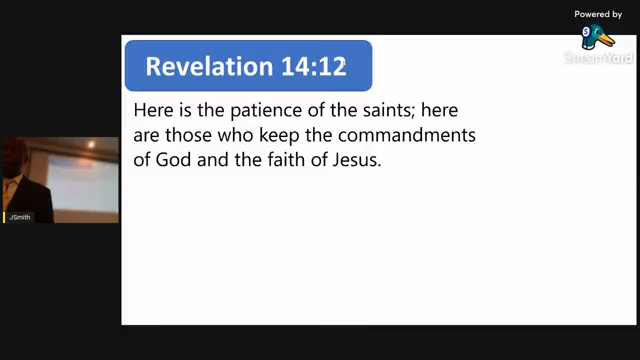 Powered by
StreamYard
Revelation 14:12
Here is the patience of the saints; here
are those who keep the commandments
of God and the faith of Jesus.
JSmith